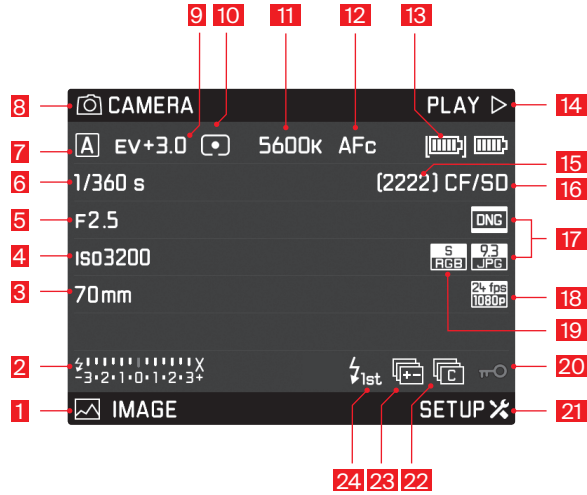 9 10 11 12 13
8 CAMERA PLAY 14
7 A EV+3.0 5600K AFc 15
6 1/360 s [2222] CF/SD 16
5 F2.5 DNG 17
4 ISO3200 S RGB 9.3 JPG
3 70mm 24 fps 1080p 18
19
2 X 1st +- C 20
-3·2·1·0·1·2·3+
1 IMAGE SETUP 21
24 23 22